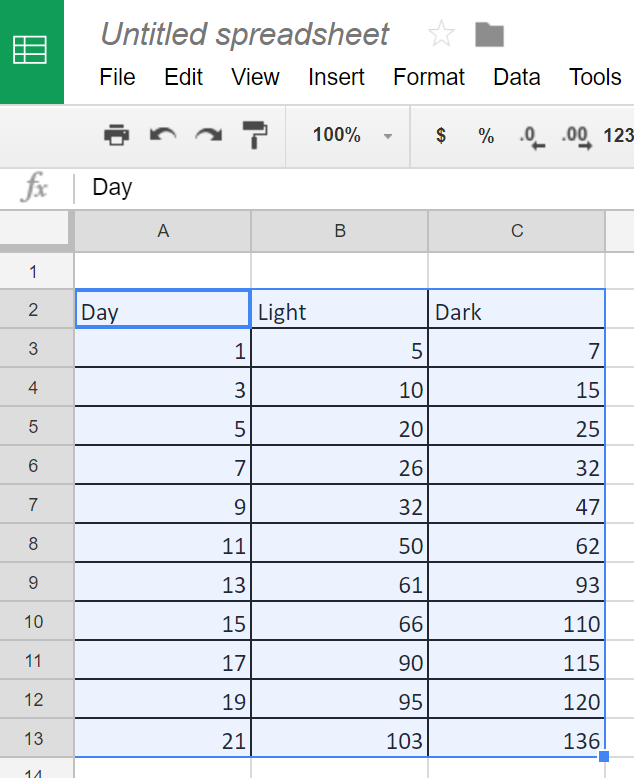 Untitled spreadsheet
File Edit View Insert Format Data Tools
100% $ % .0 .00 123
fx Day
A B C
1
2 Day Light Dark
3 1 5 7
4 3 10 15
5 5 20 25
6 7 26 32
7 9 32 47
8 11 50 62
9 13 61 93
10 15 66 110
11 17 90 115
12 19 95 120
13 21 103 136
14